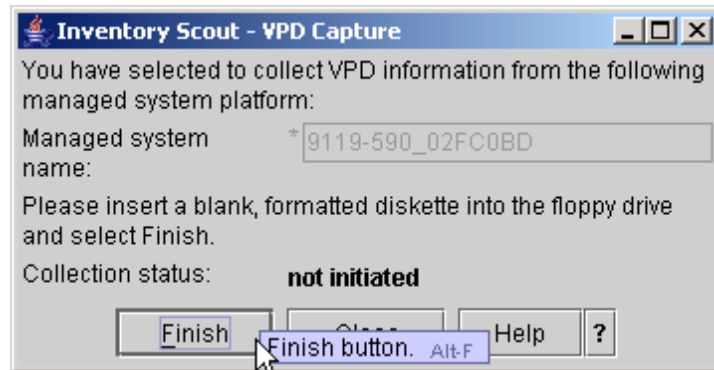 Inventory Scout - VPD Capture
You have selected to collect VPD information from the following
managed system platform:
Managed system
name:
* 9119-590_02FC0BD
Please insert a blank, formatted diskette into the floppy drive
and select Finish.
Collection status: not initiated
Finish Close Help ?
Finish button. Alt-F